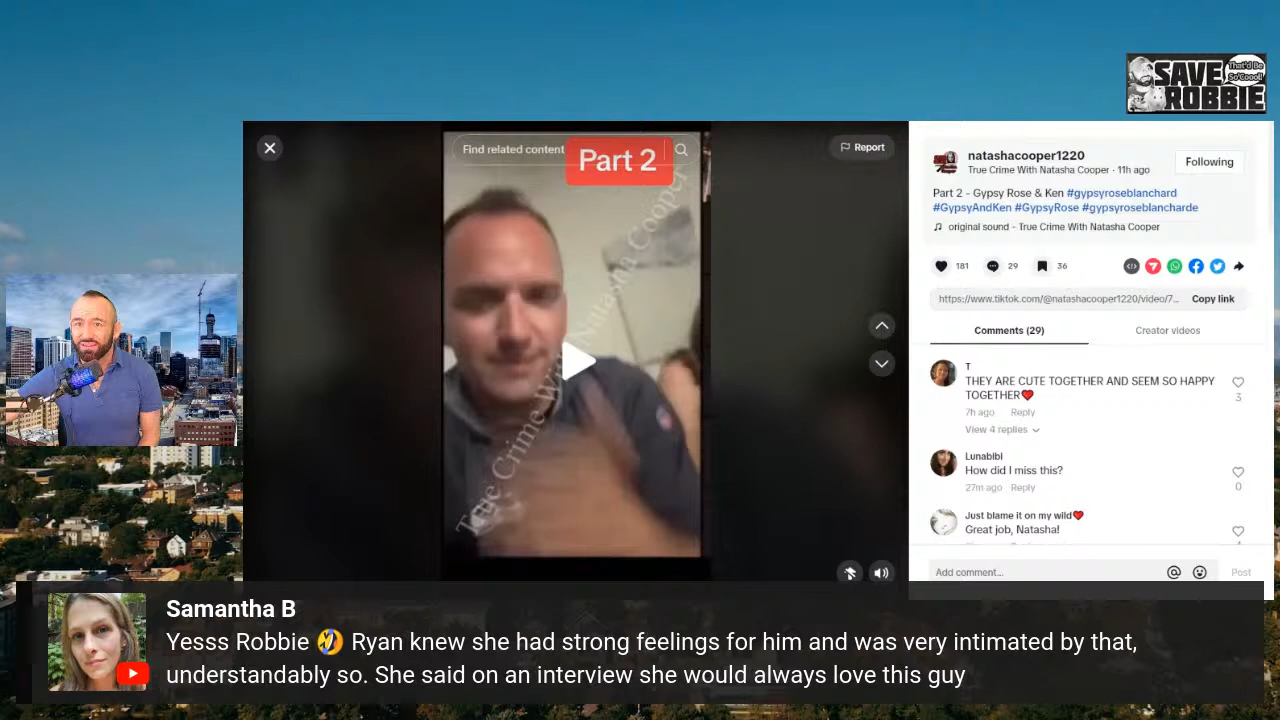 That'd Be
So Coool!
SAVE
ROBBIE
Find related content
Part 2
Report
True Crime With Natasha Cooper
natashacooper1220
Following
True Crime With Natasha Cooper · 11h ago
Part 2 - Gypsy Rose & Ken #gypsyroseblanchard
#GypsyAndKen #GypsyRose #gypsyroseblancharde
original sound - True Crime With Natasha Cooper
181
29
36
https://www.tiktok.com/@natashacooper1220/video/7...
Copy link
Comments (29)
Creator videos
T
THEY ARE CUTE TOGETHER AND SEEM SO HAPPY
TOGETHER❤️
3
7h ago Reply
View 4 replies
Lunabibi
How did I miss this?
0
27m ago Reply
Just blame it on my wild❤️
Great job, Natasha!
Add comment...
Post
Samantha B
Yesss Robbie 🤣 Ryan knew she had strong feelings for him and was very intimated by that,
understandably so. She said on an interview she would always love this guy